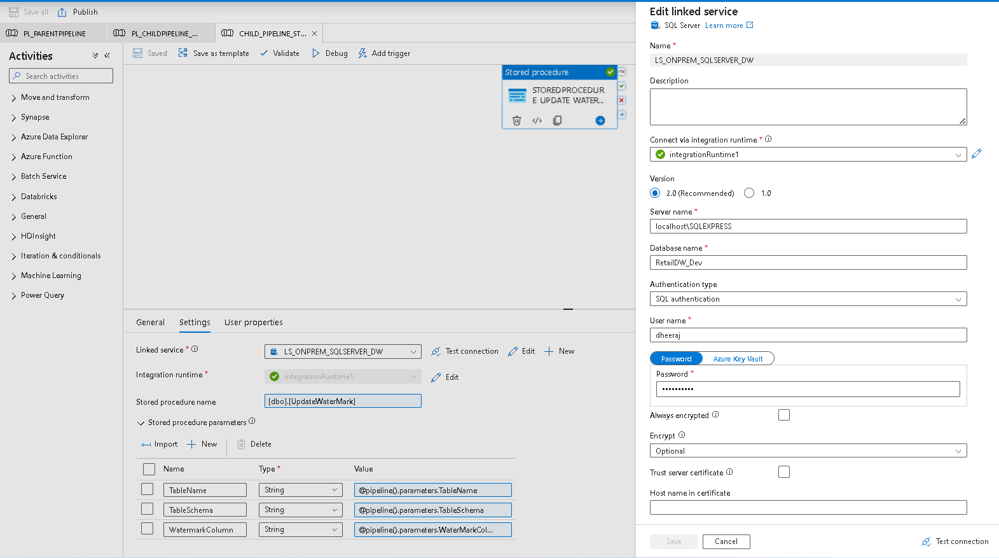 Save all Publish
PL_PARENTPIPELINE PL_CHILDPIPELINE_... CHILD_PIPELINE_ST...
Activities
Search activities
Move and transform
Synapse
Azure Data Explorer
Azure Function
Batch Service
Databricks
General
HDInsight
Iteration & conditionals
Machine Learning
Power Query
Saved Save as template Validate Debug Add trigger
Stored procedure
STOREDPROCEDUR
E UPDATE WATER...
General Settings User properties
Linked service * LS_ONPREM_SQLSERVER_DW Test connection Edit New
Integration runtime * integrationRuntime1 Edit
Stored procedure name [dbo].[UpdateWaterMark]
Stored procedure parameters
Import New Delete
Name Type * Value
TableName String @pipeline().parameters.TableName
TableSchema String @pipeline().parameters.TableSchema
WatermarkColumn String @pipeline().parameters.WaterMarkCol...
Edit linked service
SQL Server Learn more
Name *
LS_ONPREM_SQLSERVER_DW
Description
Connect via integration runtime *
integrationRuntime1
Version
2.0 (Recommended) 1.0
Server name *
localhost\SQLEXPRESS
Database name *
RetailDW_Dev
Authentication type
SQL authentication
User name *
dheeraj
Password Azure Key Vault
Password *
••••••••••
Always encrypted
Encrypt
Optional
Trust server certificate
Host name in certificate
Save Cancel Test connection